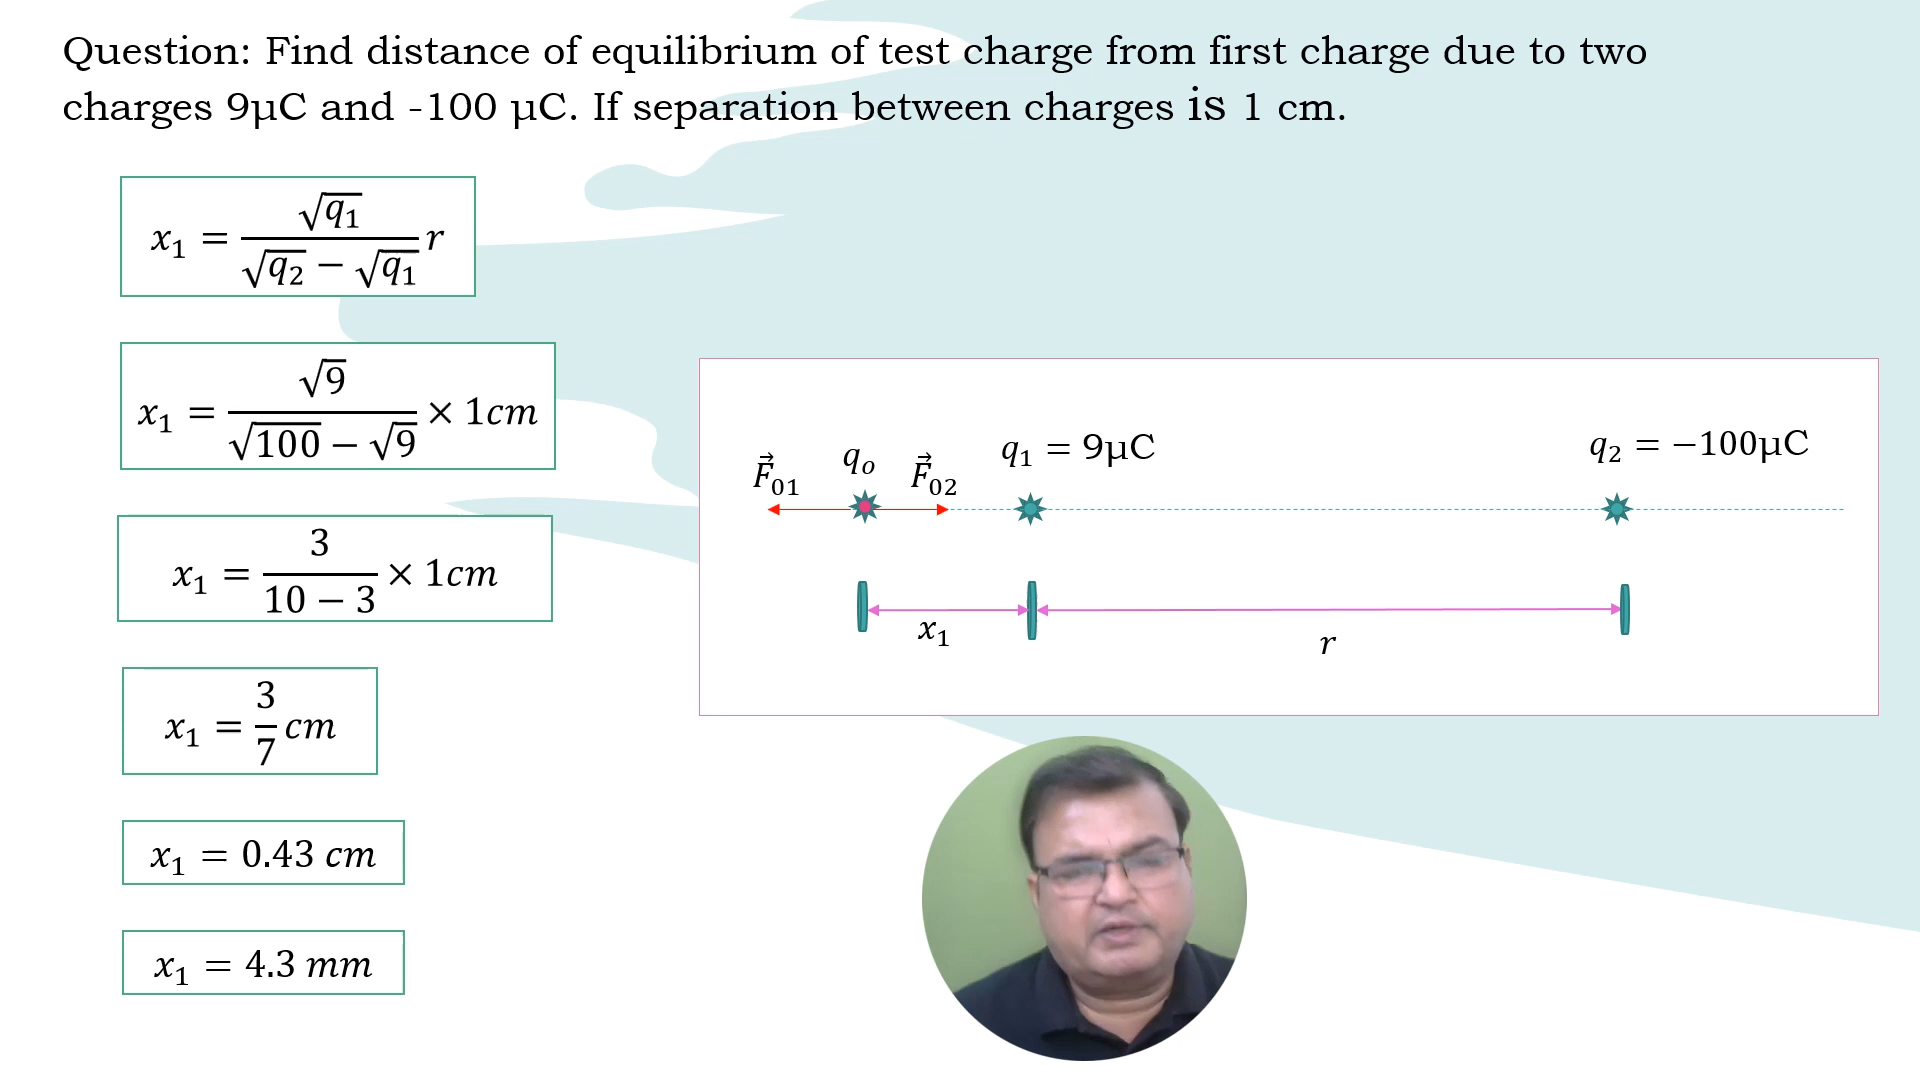 Question: Find distance of equilibrium of test charge from first charge due to two
charges 9µC and -100 µC. If separation between charges is 1 cm.
x₁ = √q₁ / (√q₂ − √q₁) r
x₁ = √9 / (√100 − √9) × 1cm
x₁ = 3 / (10 − 3) × 1cm
x₁ = 3/7 cm
x₁ = 0.43 cm
x₁ = 4.3 mm
F⃗₀₁ qₒ F⃗₀₂ q₁ = 9µC q₂ = −100µC
x₁ r